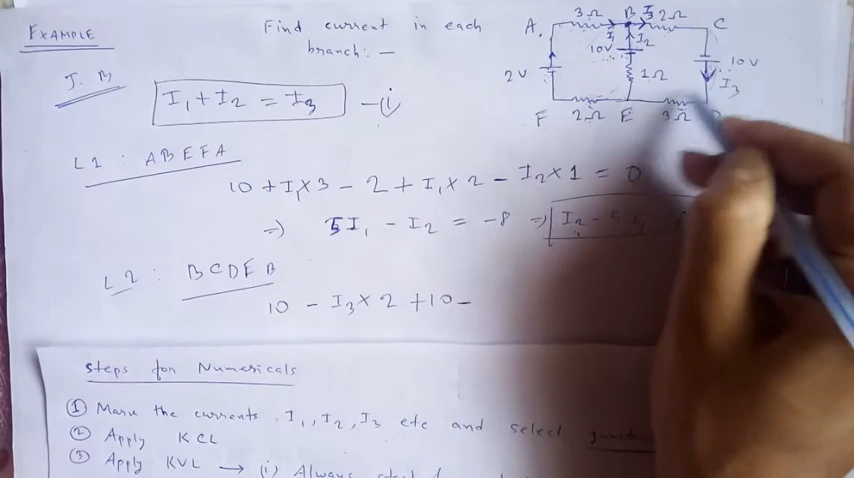 EXAMPLE
Find current in each
branch: —
J. B
I₁ + I₂ = I₃ —(i)
A.
3Ω
B
I₃
2Ω
C
I₁
I₂
10V
1Ω
2V
10V
I₃
F
2Ω
E
3Ω
L1 : ABEFA
10 + I₁×3 – 2 + I₁×2 – I₂×1 = 0
=) 5I₁ – I₂ = –8 =) I₂ – 5I₁
L2 : BCDEB
10 – I₃×2 + 10 –
Steps for Numericals
① Mark the currents I₁, I₂, I₃ etc and select
② Apply KCL
③ Apply KVL → (i) Always